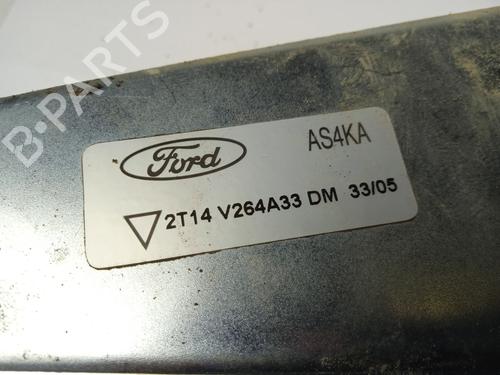 B-PARTS
Ford
AS4KA
2T14 V264A33 DM 33/05